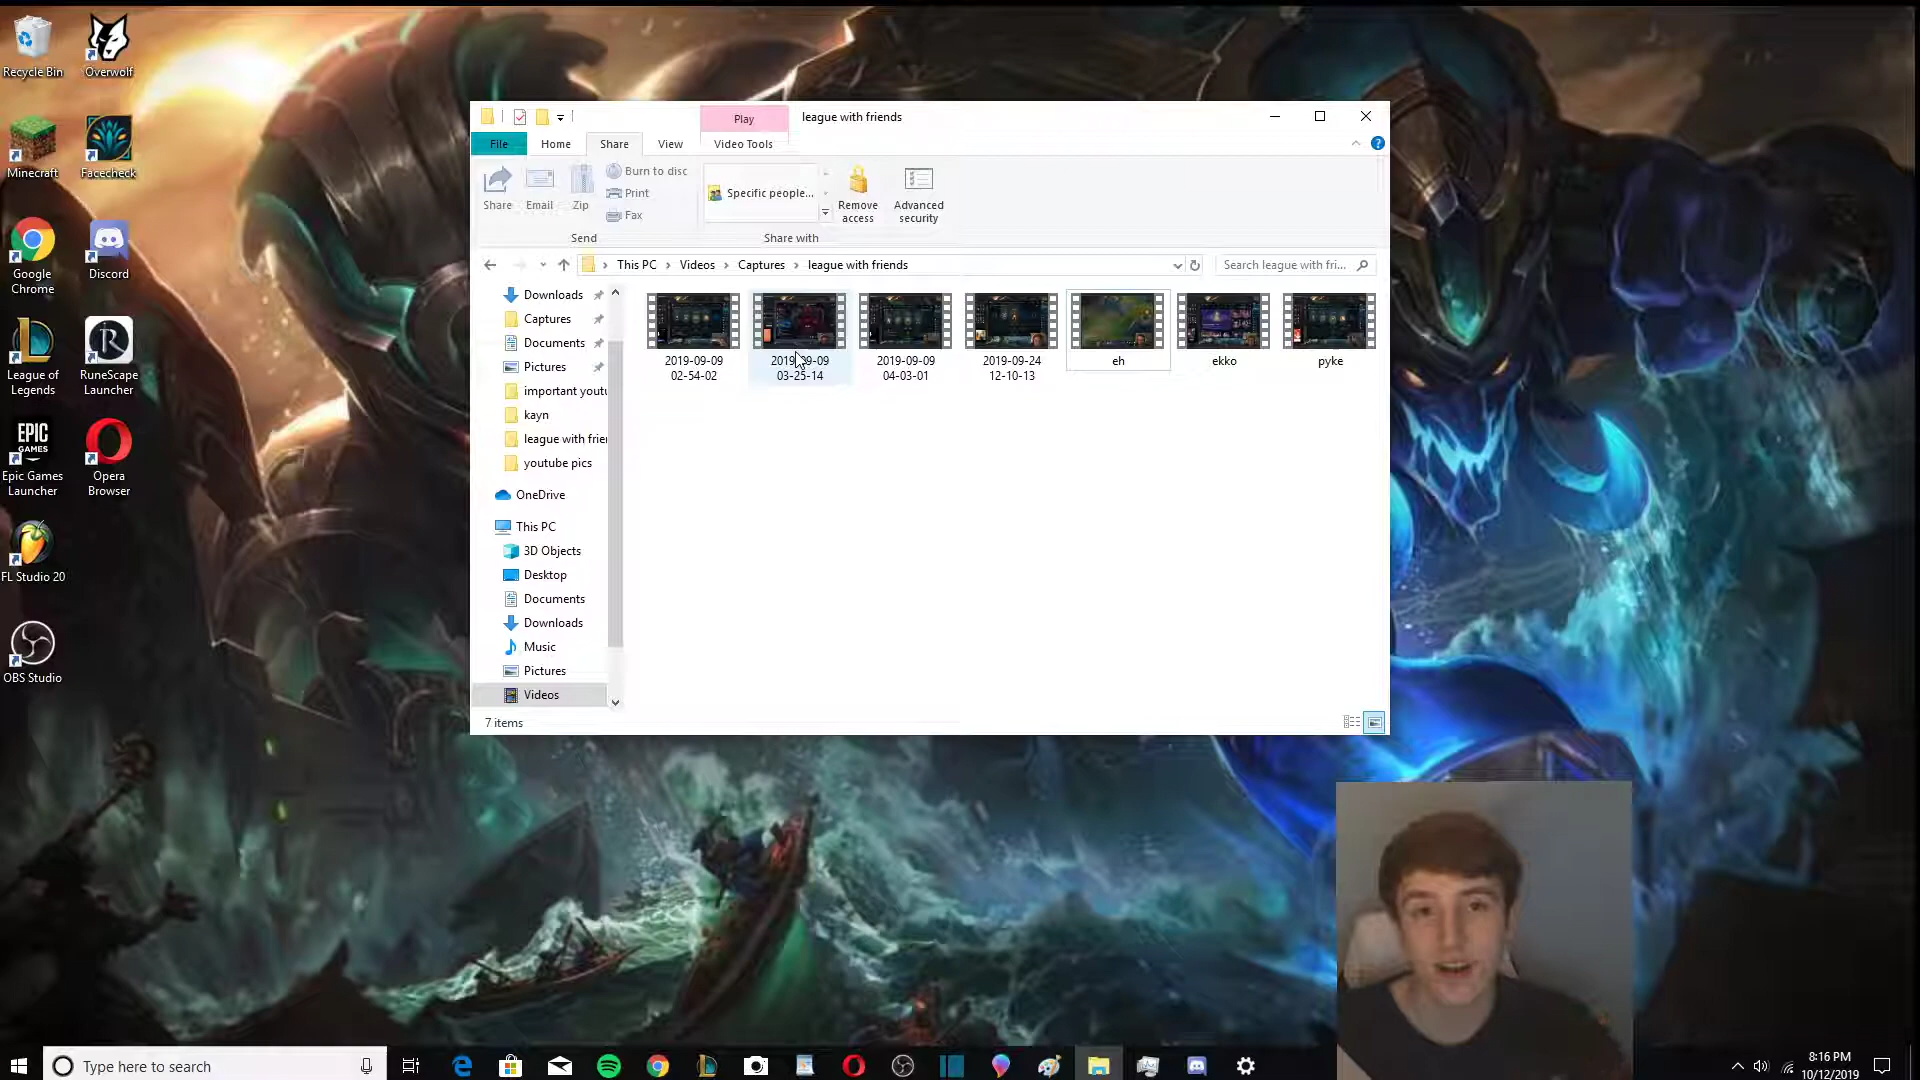 Recycle Bin
Overwolf
Minecraft
Facecheck
Google
Chrome
Discord
League of
Legends
RuneScape
Launcher
Epic Games
Launcher
Opera
Browser
FL Studio 20
OBS Studio
EPIC
GAMES
Play
league with friends
File
Home
Share
View
Video Tools
Share
Email
Zip
Burn to disc
Print
Fax
Specific people...
Remove
access
Advanced
security
Send
Share with
This PC
Videos
Captures
league with friends
Search league with fri...
Downloads
Captures
Documents
Pictures
important youtu
kayn
league with frier
youtube pics
OneDrive
This PC
3D Objects
Desktop
Documents
Downloads
Music
Pictures
Videos
2019-09-09
02-54-02
2019-09-09
03-25-14
2019-09-09
04-03-01
2019-09-24
12-10-13
eh
ekko
pyke
7 items
Type here to search
8:16 PM
10/12/2019